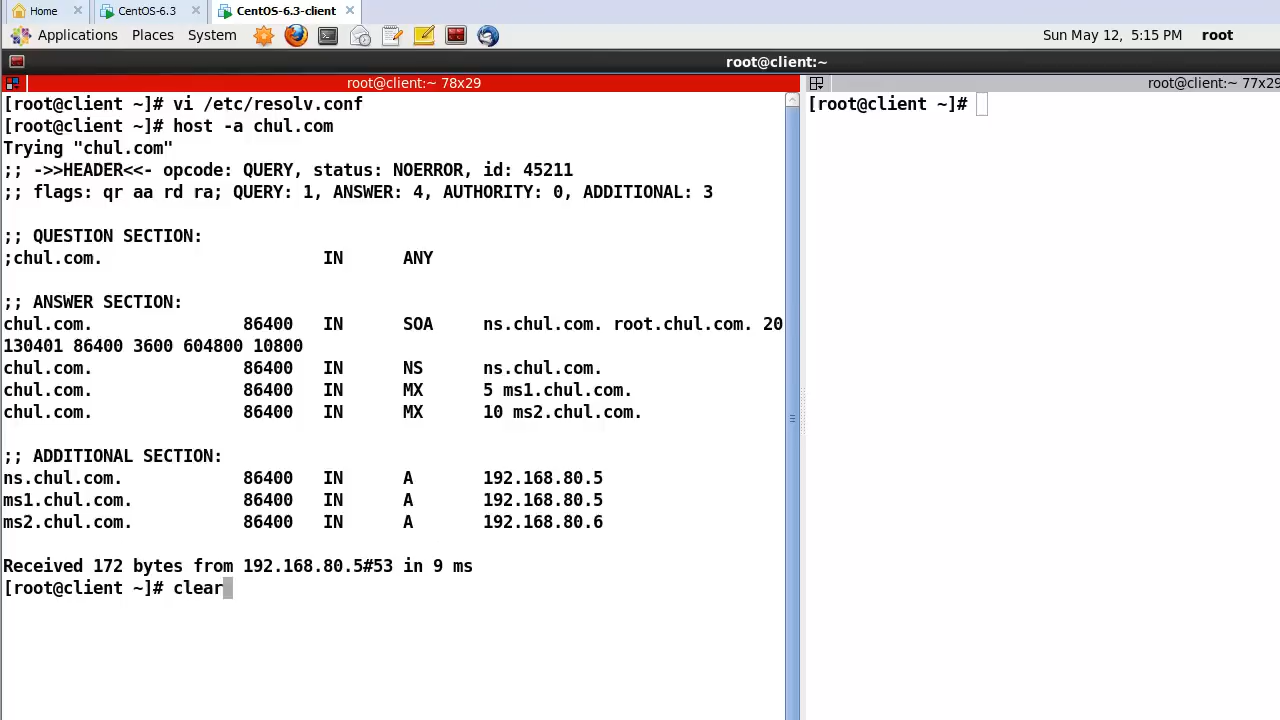 Home CentOS-6.3 CentOS-6.3-client
Applications Places System Sun May 12, 5:15 PM root
root@client:~
root@client:~ 78x29
[root@client ~]# vi /etc/resolv.conf
[root@client ~]# host -a chul.com
Trying "chul.com"
;; ->>HEADER<<- opcode: QUERY, status: NOERROR, id: 45211
;; flags: qr aa rd ra; QUERY: 1, ANSWER: 4, AUTHORITY: 0, ADDITIONAL: 3
;; QUESTION SECTION:
;chul.com. IN ANY
;; ANSWER SECTION:
chul.com. 86400 IN SOA ns.chul.com. root.chul.com. 20
130401 86400 3600 604800 10800
chul.com. 86400 IN NS ns.chul.com.
chul.com. 86400 IN MX 5 ms1.chul.com.
chul.com. 86400 IN MX 10 ms2.chul.com.
;; ADDITIONAL SECTION:
ns.chul.com. 86400 IN A 192.168.80.5
ms1.chul.com. 86400 IN A 192.168.80.5
ms2.chul.com. 86400 IN A 192.168.80.6
Received 172 bytes from 192.168.80.5#53 in 9 ms
[root@client ~]# clear
root@client:~ 77x29
[root@client ~]#